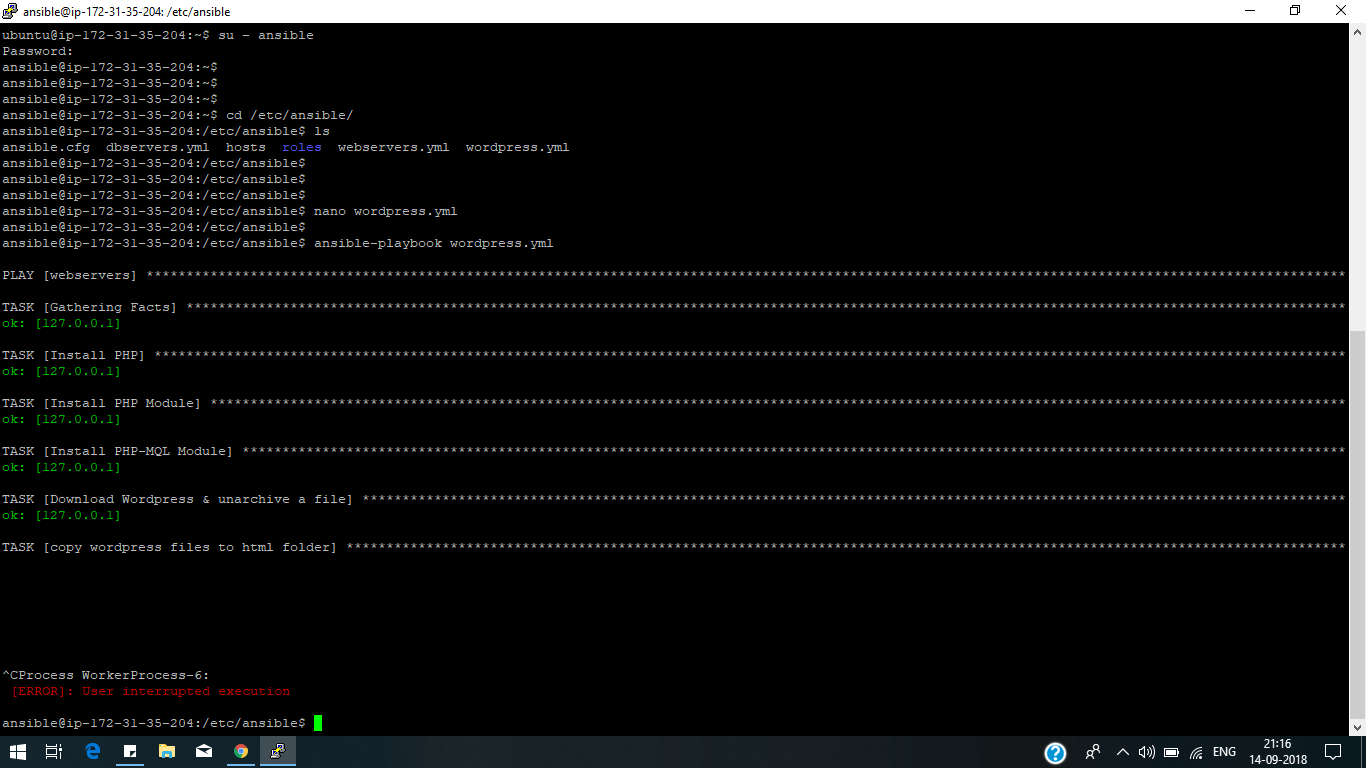 ansible@ip-172-31-35-204: /etc/ansible
ubuntu@ip-172-31-35-204:~$ su - ansible
Password:
ansible@ip-172-31-35-204:~$
ansible@ip-172-31-35-204:~$
ansible@ip-172-31-35-204:~$
ansible@ip-172-31-35-204:~$ cd /etc/ansible/
ansible@ip-172-31-35-204:/etc/ansible$ ls
ansible.cfg  dbservers.yml  hosts  roles  webservers.yml  wordpress.yml
ansible@ip-172-31-35-204:/etc/ansible$
ansible@ip-172-31-35-204:/etc/ansible$
ansible@ip-172-31-35-204:/etc/ansible$
ansible@ip-172-31-35-204:/etc/ansible$ nano wordpress.yml
ansible@ip-172-31-35-204:/etc/ansible$
ansible@ip-172-31-35-204:/etc/ansible$ ansible-playbook wordpress.yml
PLAY [webservers] ******************************************************************************************************************************************************
TASK [Gathering Facts] *************************************************************************************************************************************************
ok: [127.0.0.1]
TASK [Install PHP] *****************************************************************************************************************************************************
ok: [127.0.0.1]
TASK [Install PHP Module] **********************************************************************************************************************************************
ok: [127.0.0.1]
TASK [Install PHP-MQL Module] ******************************************************************************************************************************************
ok: [127.0.0.1]
TASK [Download Wordpress & unarchive a file] ***************************************************************************************************************************
ok: [127.0.0.1]
TASK [copy wordpress files to html folder] *****************************************************************************************************************************
^CProcess WorkerProcess-6:
[ERROR]: User interrupted execution
ansible@ip-172-31-35-204:/etc/ansible$
ENG
21:16
14-09-2018